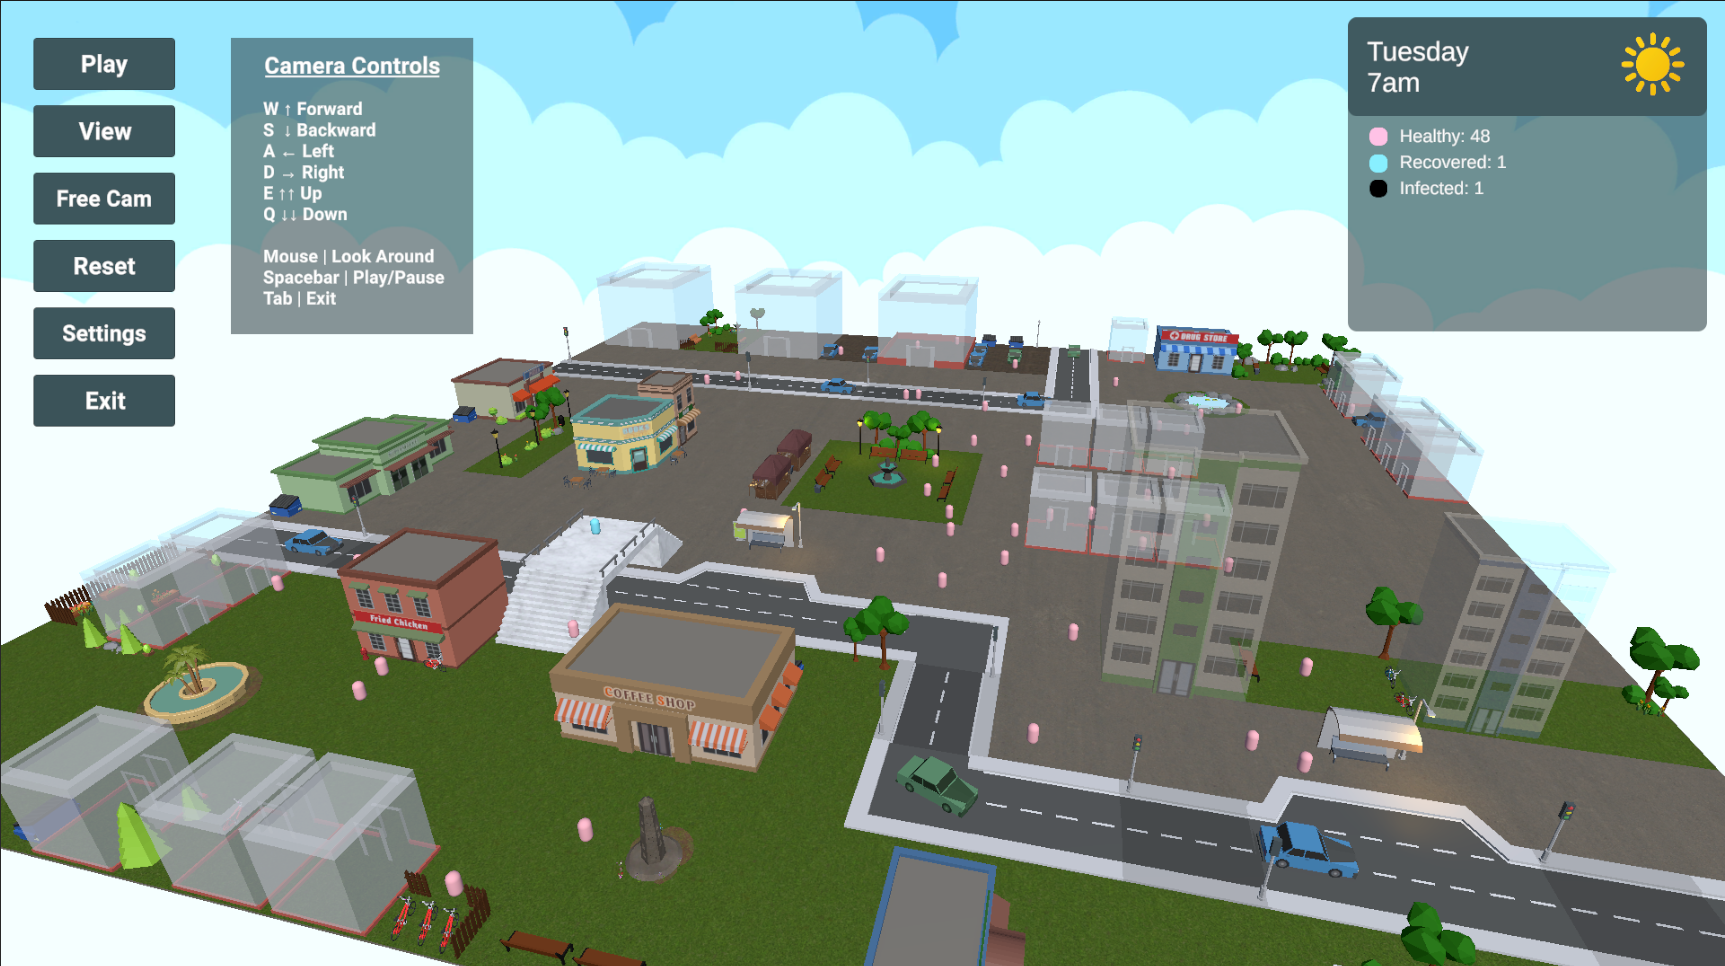 Play
View
Free Cam
Reset
Settings
Exit
Camera Controls
W ↑ Forward
S ↓ Backward
A ← Left
D → Right
E ↑↑ Up
Q ↓↓ Down
Mouse | Look Around
Spacebar | Play/Pause
Tab | Exit
Tuesday
7am
Healthy: 48
Recovered: 1
Infected: 1
DRUG STORE
Fried Chicken
COFFEE SHOP